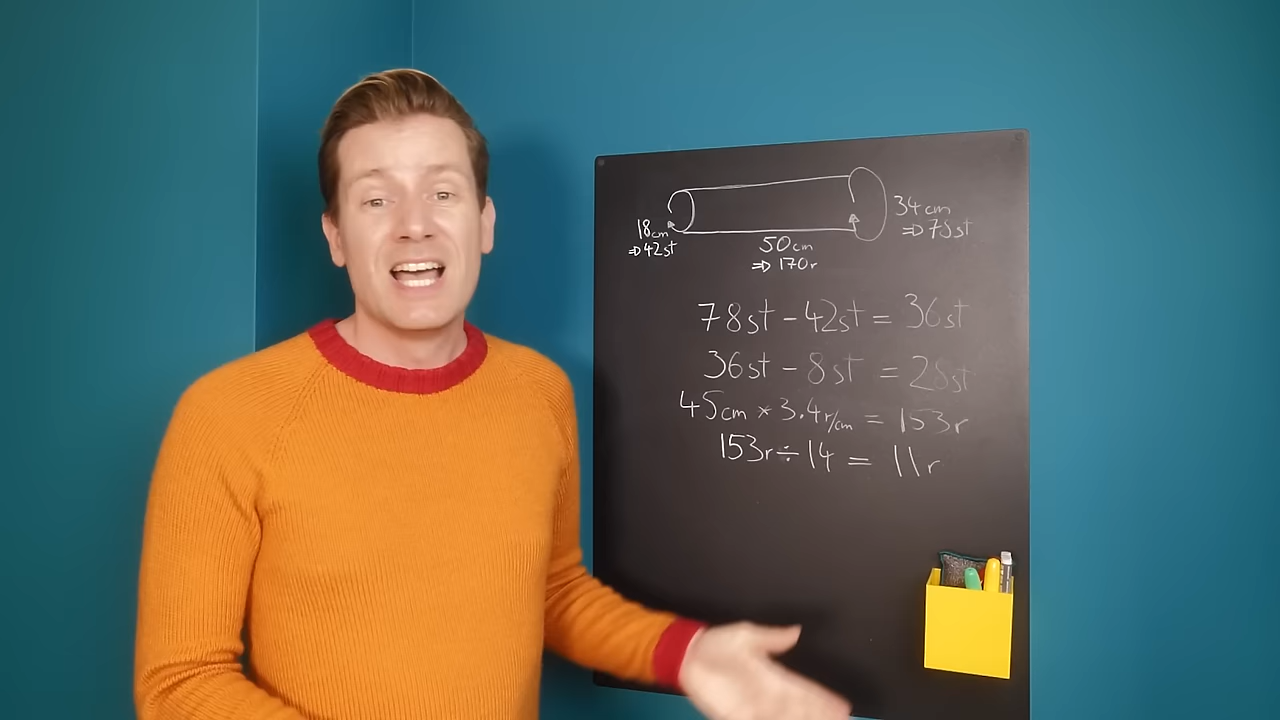 34cm
⇒78st
18cm
⇒42st
50cm
⇒170r
78st - 42st = 36st
36st - 8st = 28st
45cm × 3.4r/cm = 153r
153r ÷ 14 = 11r